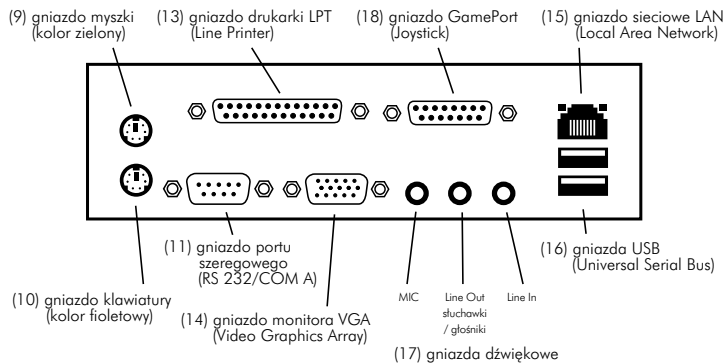 (9) gniazdo myszki
(kolor zielony)
(13) gniazdo drukarki LPT
(Line Printer)
(18) gniazdo GamePort
(Joystick)
(15) gniazdo sieciowe LAN
(Local Area Network)
(11) gniazdo portu
szeregowego
(RS 232/COM A)
(10) gniazdo klawiatury
(kolor fioletowy)
(14) gniazdo monitora VGA
(Video Graphics Array)
MIC
Line Out
słuchawki
/ głośniki
Line In
(17) gniazda dźwiękowe
(16) gniazda USB
(Universal Serial Bus)